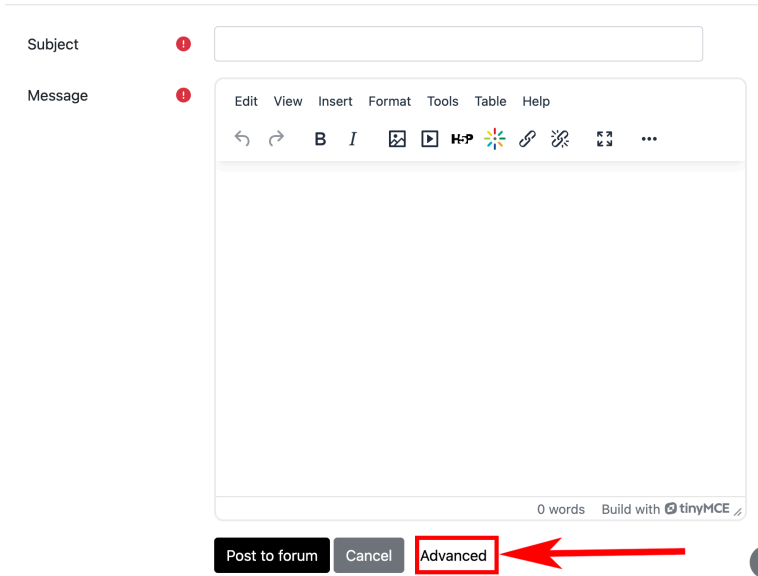 Subject
Message
Edit View Insert Format Tools Table Help
B I H5P
0 words Build with tinyMCE
Post to forum Cancel Advanced